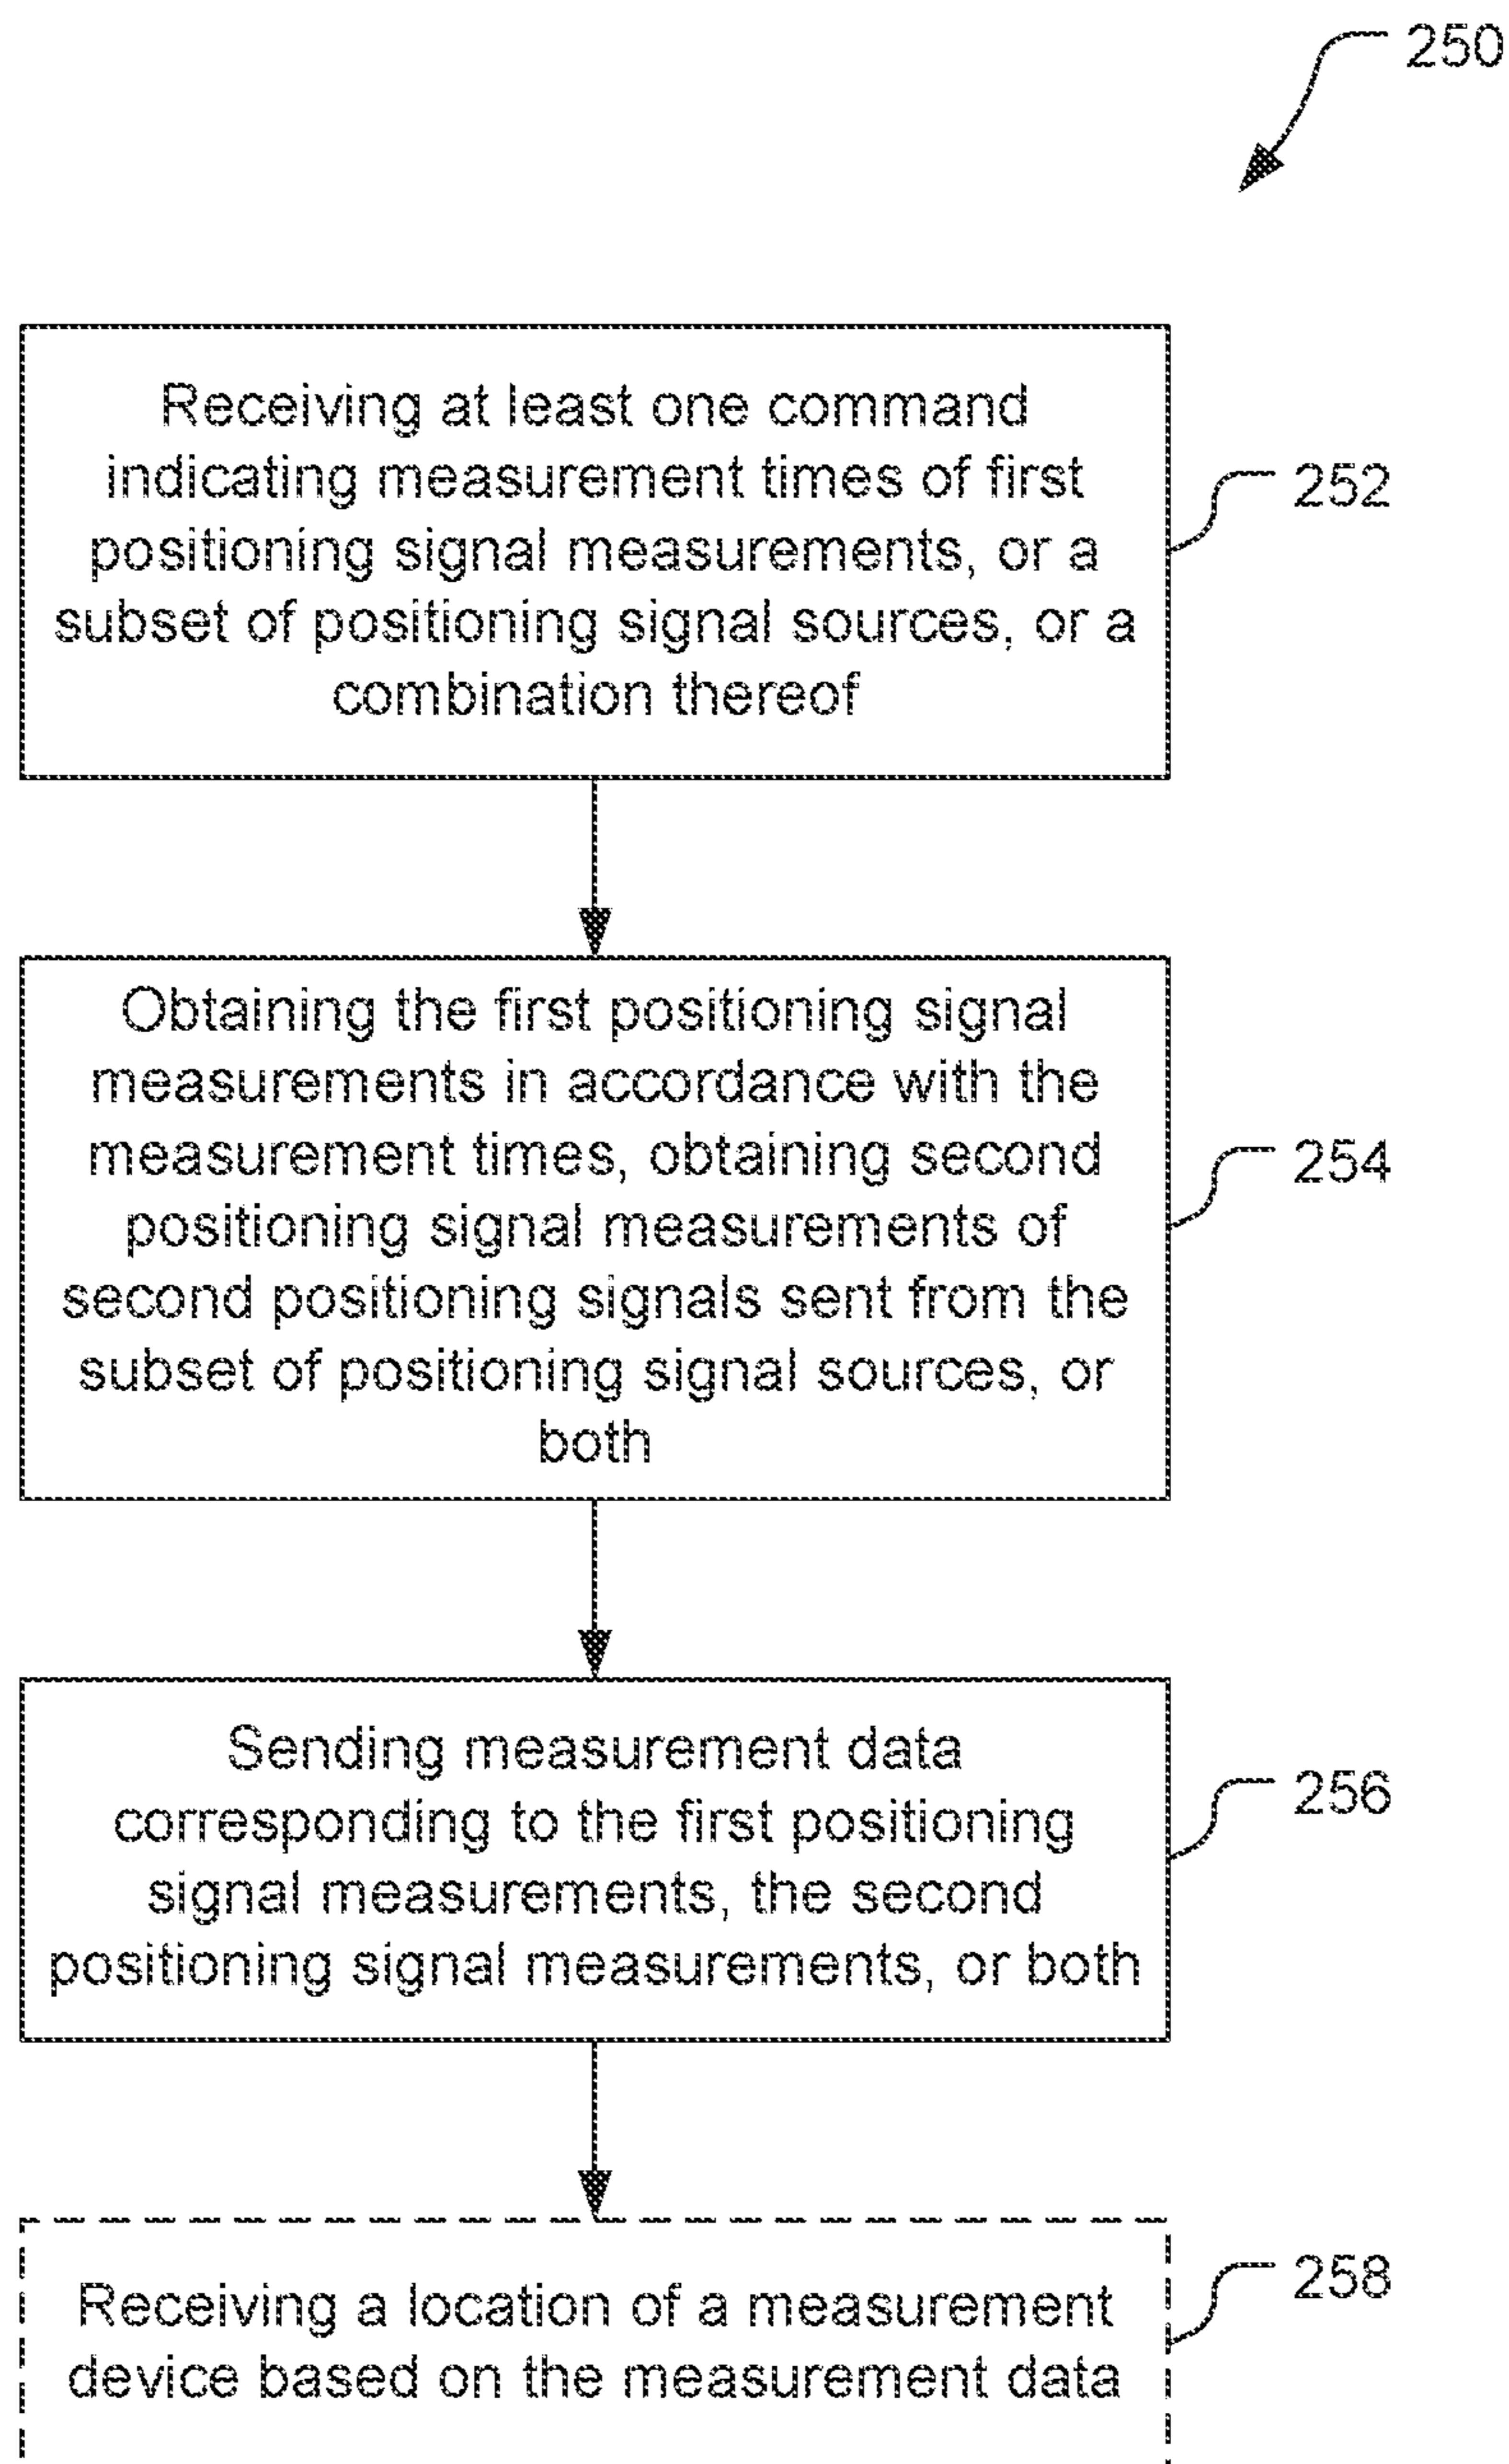 250
Receiving at least one command
indicating measurement times of first
positioning signal measurements, or a
subset of positioning signal sources, or a
combination thereof
252
Obtaining the first positioning signal
measurements in accordance with the
measurement times, obtaining second
positioning signal measurements of
second positioning signals sent from the
subset of positioning signal sources, or
both
254
Sending measurement data
corresponding to the first positioning
signal measurements, the second
positioning signal measurements, or both
256
Receiving a location of a measurement
device based on the measurement data
258